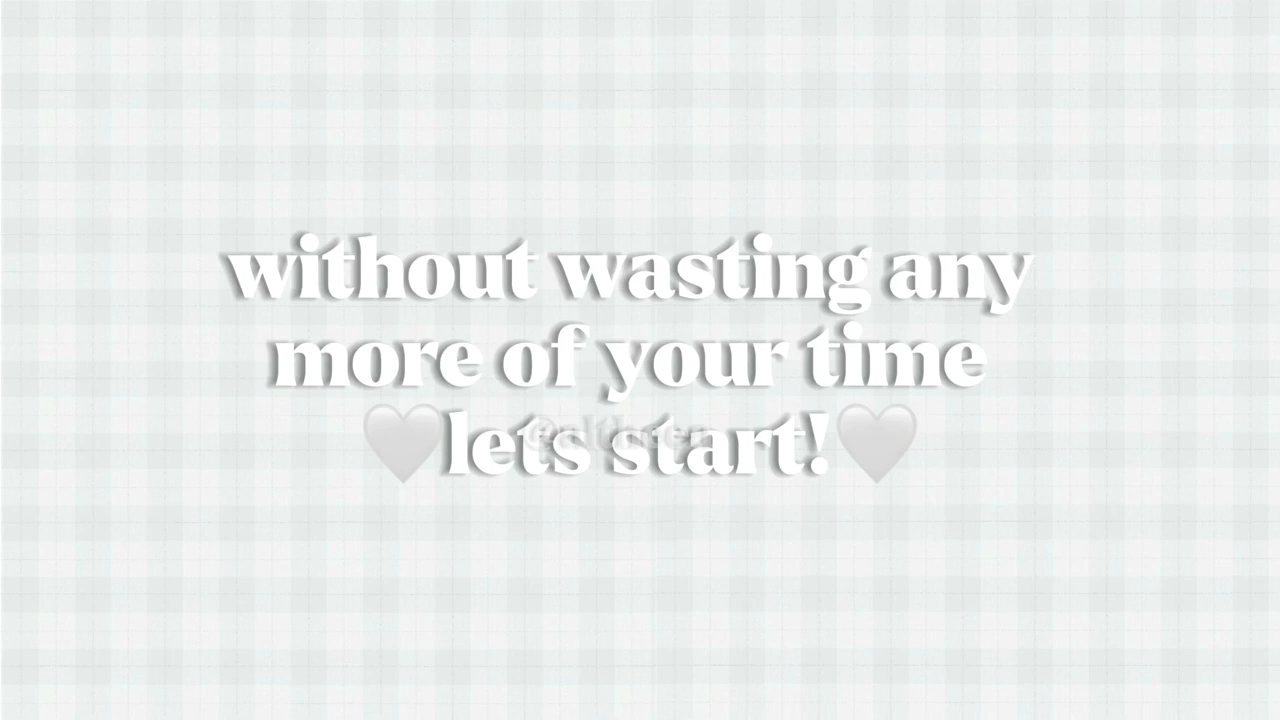 without wasting any
more of your time
🤍lets start!🤍